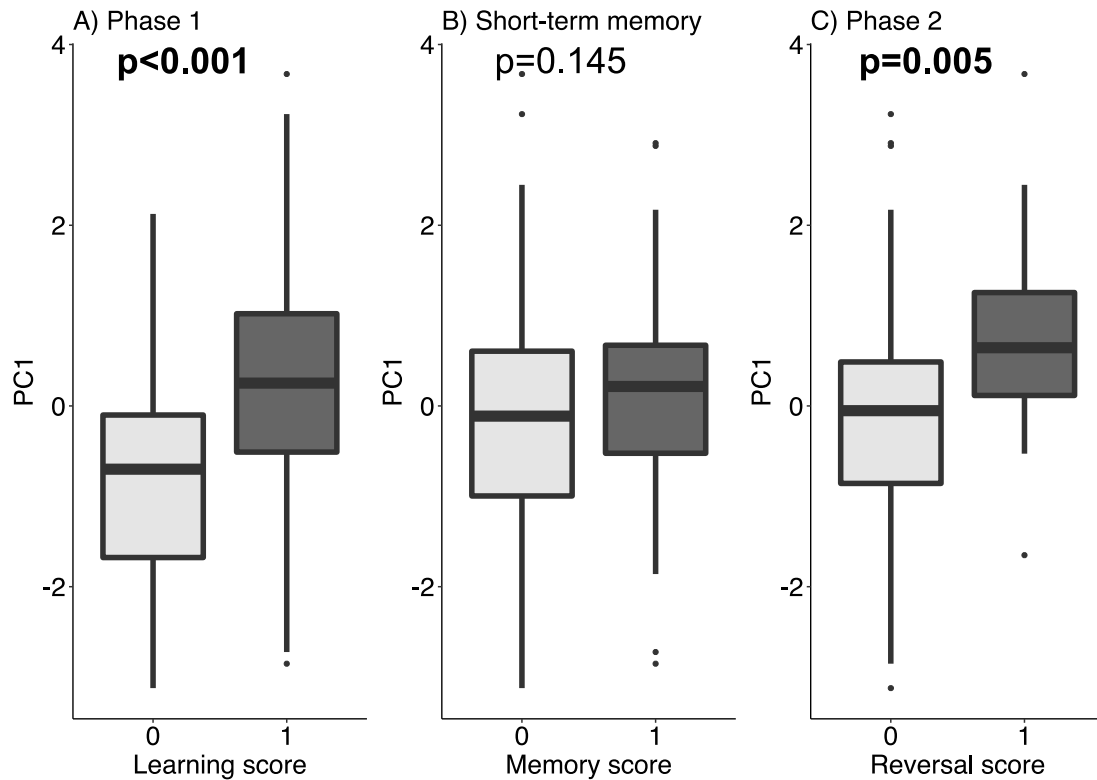 A) Phase 1
p<0.001
4
2
0
-2
PC1
0
1
Learning score
B) Short-term memory
p=0.145
4
2
0
-2
PC1
0
1
Memory score
C) Phase 2
p=0.005
4
2
0
-2
PC1
0
1
Reversal score